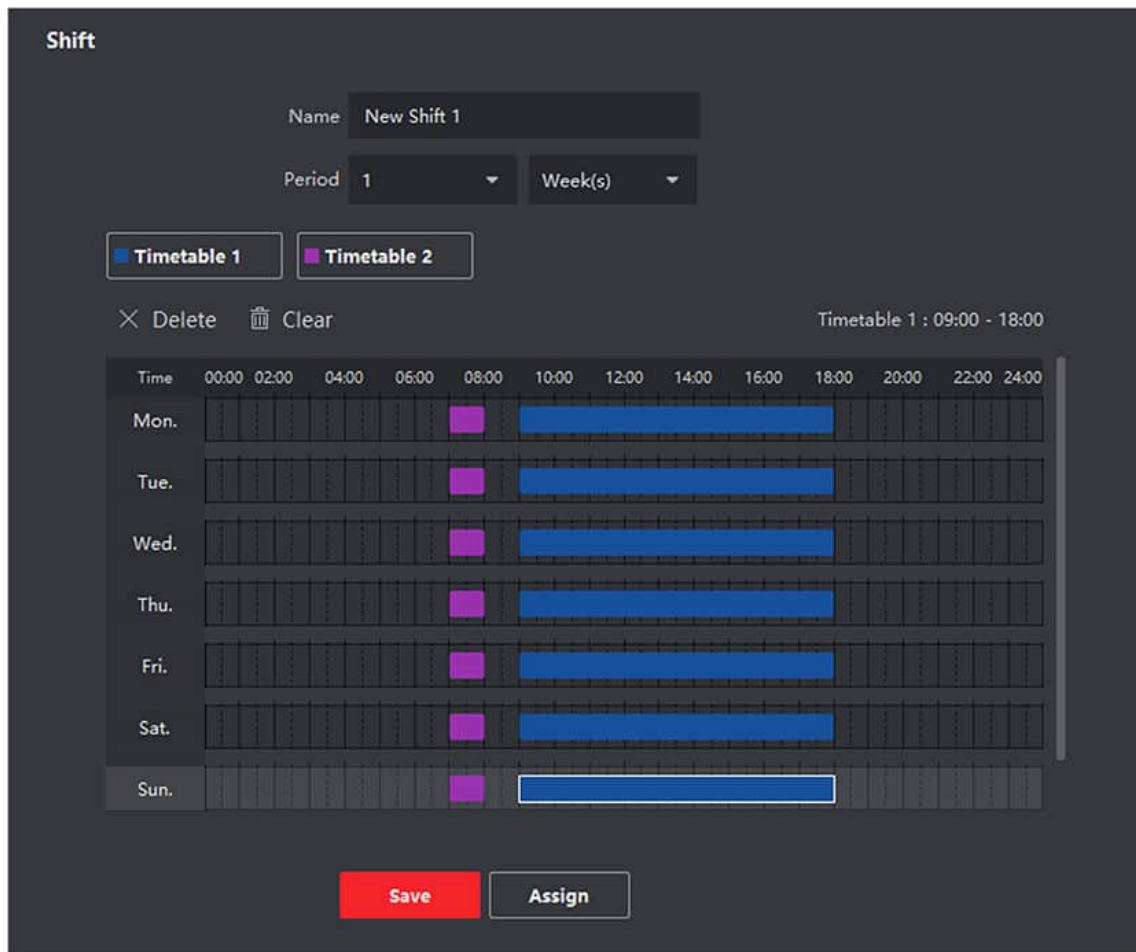 Shift
Name New Shift 1
Period 1 Week(s)
Timetable 1 Timetable 2
Delete Clear Timetable 1 : 09:00 - 18:00
Time 00:00 02:00 04:00 06:00 08:00 10:00 12:00 14:00 16:00 18:00 20:00 22:00 24:00
Mon.
Tue.
Wed.
Thu.
Fri.
Sat.
Sun.
Save Assign